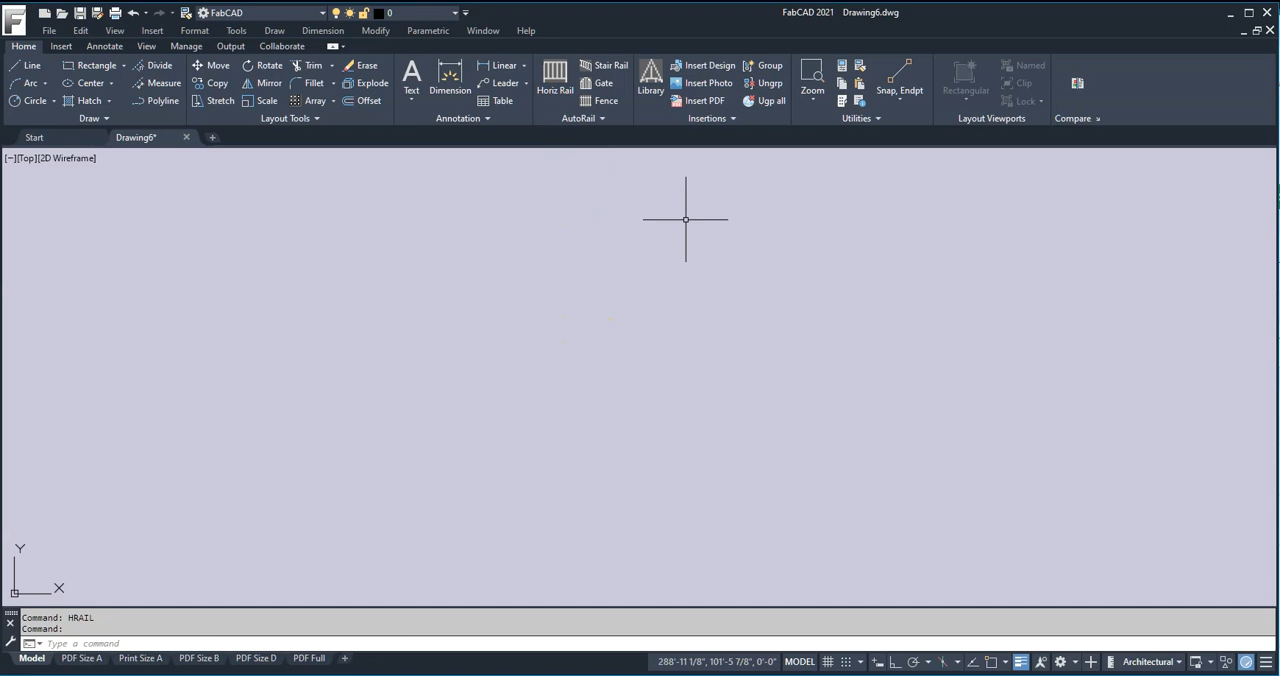 FabCAD 0 FabCAD 2021 Drawing6.dwg
File Edit View Insert Format Tools Draw Dimension Modify Parametric Window Help
Home Insert Annotate View Manage Output Collaborate
Line Rectangle Divide Move Rotate Trim Erase Linear Stair Rail Insert Design Group Named
Arc Center Measure Copy Mirror Fillet Explode Text Dimension Leader Horiz Rail Gate Library Insert Photo Ungrp Zoom Snap, Endpt Rectangular Clip
Circle Hatch Polyline Stretch Scale Array Offset Table Fence Insert PDF Ugp all Lock
Draw Layout Tools Annotation AutoRail Insertions Utilities Layout Viewports Compare
Start Drawing6*
[−][Top][2D Wireframe]
Y
X
Command: HRAIL
Command:
Type a command
Model PDF Size A Print Size A PDF Size B PDF Size D PDF Full 288'-11 1/8", 101'-5 7/8", 0'-0" MODEL Architectural